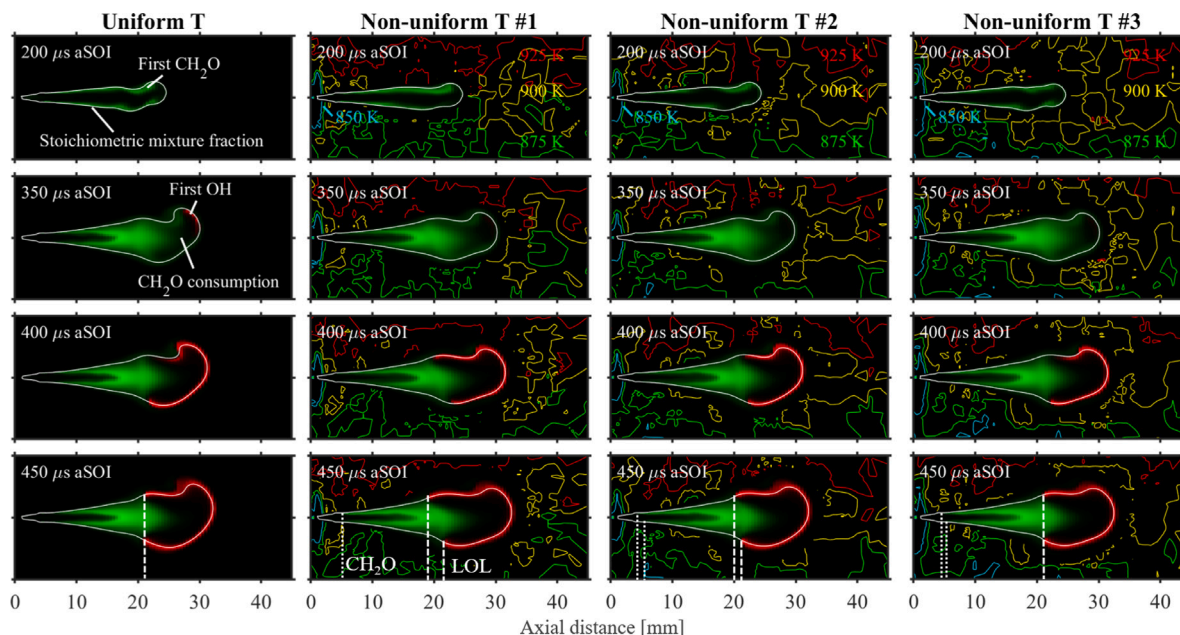 Uniform T
Non-uniform T #1
Non-uniform T #2
Non-uniform T #3
200 μs aSOI
First CH₂O
Stoichiometric mixture fraction
200 μs aSOI
925 K
900 K
850 K
875 K
200 μs aSOI
925 K
900 K
850 K
875 K
200 μs aSOI
925 K
900 K
850 K
875 K
350 μs aSOI
First OH
CH₂O consumption
350 μs aSOI
350 μs aSOI
350 μs aSOI
400 μs aSOI
400 μs aSOI
400 μs aSOI
400 μs aSOI
450 μs aSOI
450 μs aSOI
CH₂O
LOL
450 μs aSOI
450 μs aSOI
0 10 20 30 40
0 10 20 30 40
0 10 20 30 40
0 10 20 30 40
Axial distance [mm]